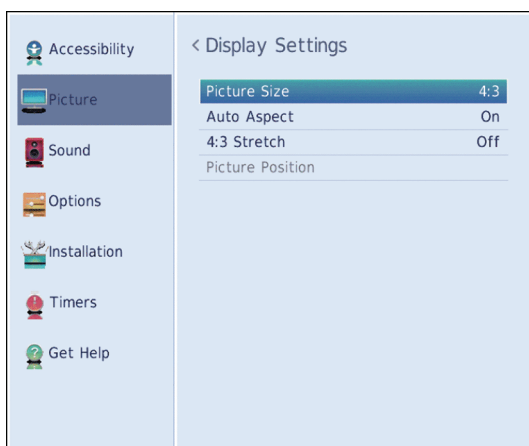 Accessibility
Picture
Sound
Options
Installation
Timers
Get Help
< Display Settings
Picture Size 4:3
Auto Aspect On
4:3 Stretch Off
Picture Position